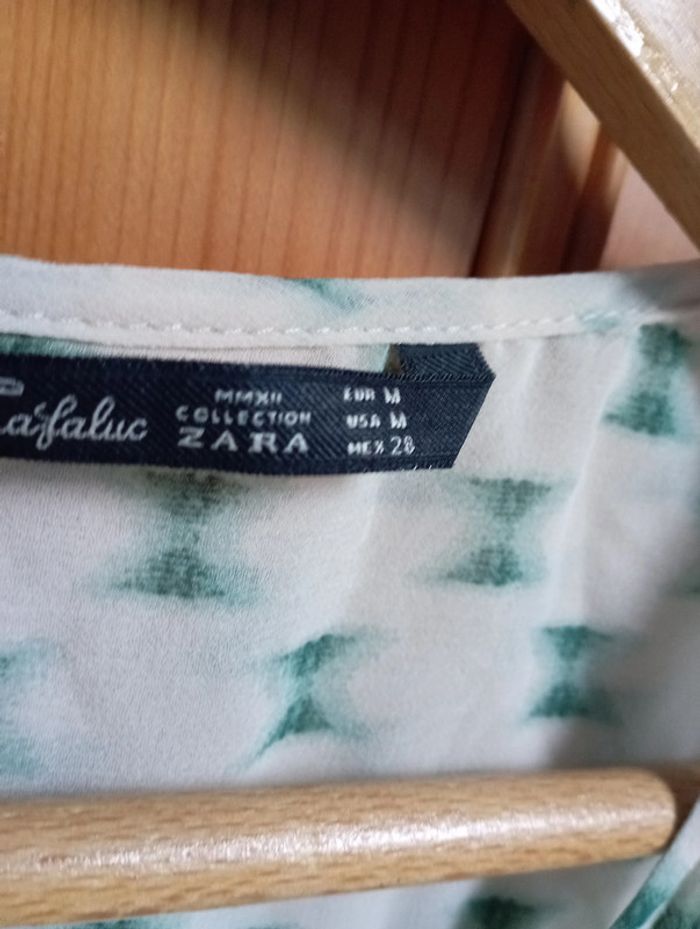 Trafaluc
MMXII
COLLECTION
ZARA
EUR M
USA M
MEX 28